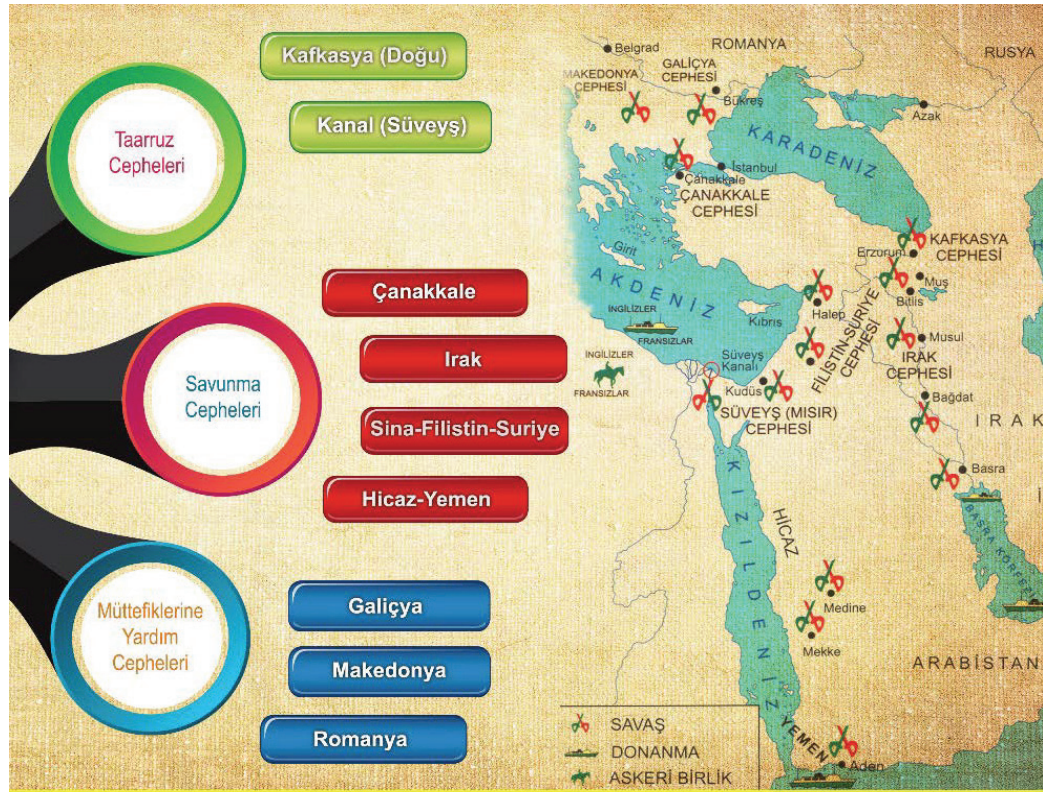 Taarruz
Cepheleri
Kafkasya (Doğu)
Kanal (Süveyş)
Savunma
Cepheleri
Çanakkale
Irak
Sina-Filistin-Suriye
Hicaz-Yemen
Müttefiklerine
Yardım
Cepheleri
Galiçya
Makedonya
Romanya
Belgrad
ROMANYA
RUSYA
MAKEDONYA
CEPHESİ
GALİÇYA
CEPHESİ
Bükreş
Azak
KARADENİZ
İstanbul
Çanakkale
ÇANAKKALE
CEPHESİ
Girit
AKDENİZ
İNGİLİZLER
FRANSIZLAR
İNGİLİZLER
FRANSIZLAR
Kıbrıs
Halep
Erzurum
KAFKASYA
CEPHESİ
Muş
Bitlis
FİLİSTİN-SURİYE
CEPHESİ
Musul
IRAK
CEPHESİ
Bağdat
IRAK
Süveyş
Kanalı
Kudüs
SÜVEYŞ (MISIR)
CEPHESİ
Basra
BASRA KÖRFEZİ
KIZILDENİZ
HİCAZ
Medine
Mekke
ARABİSTAN
YEMEN
Aden
SAVAŞ
DONANMA
ASKERİ BİRLİK